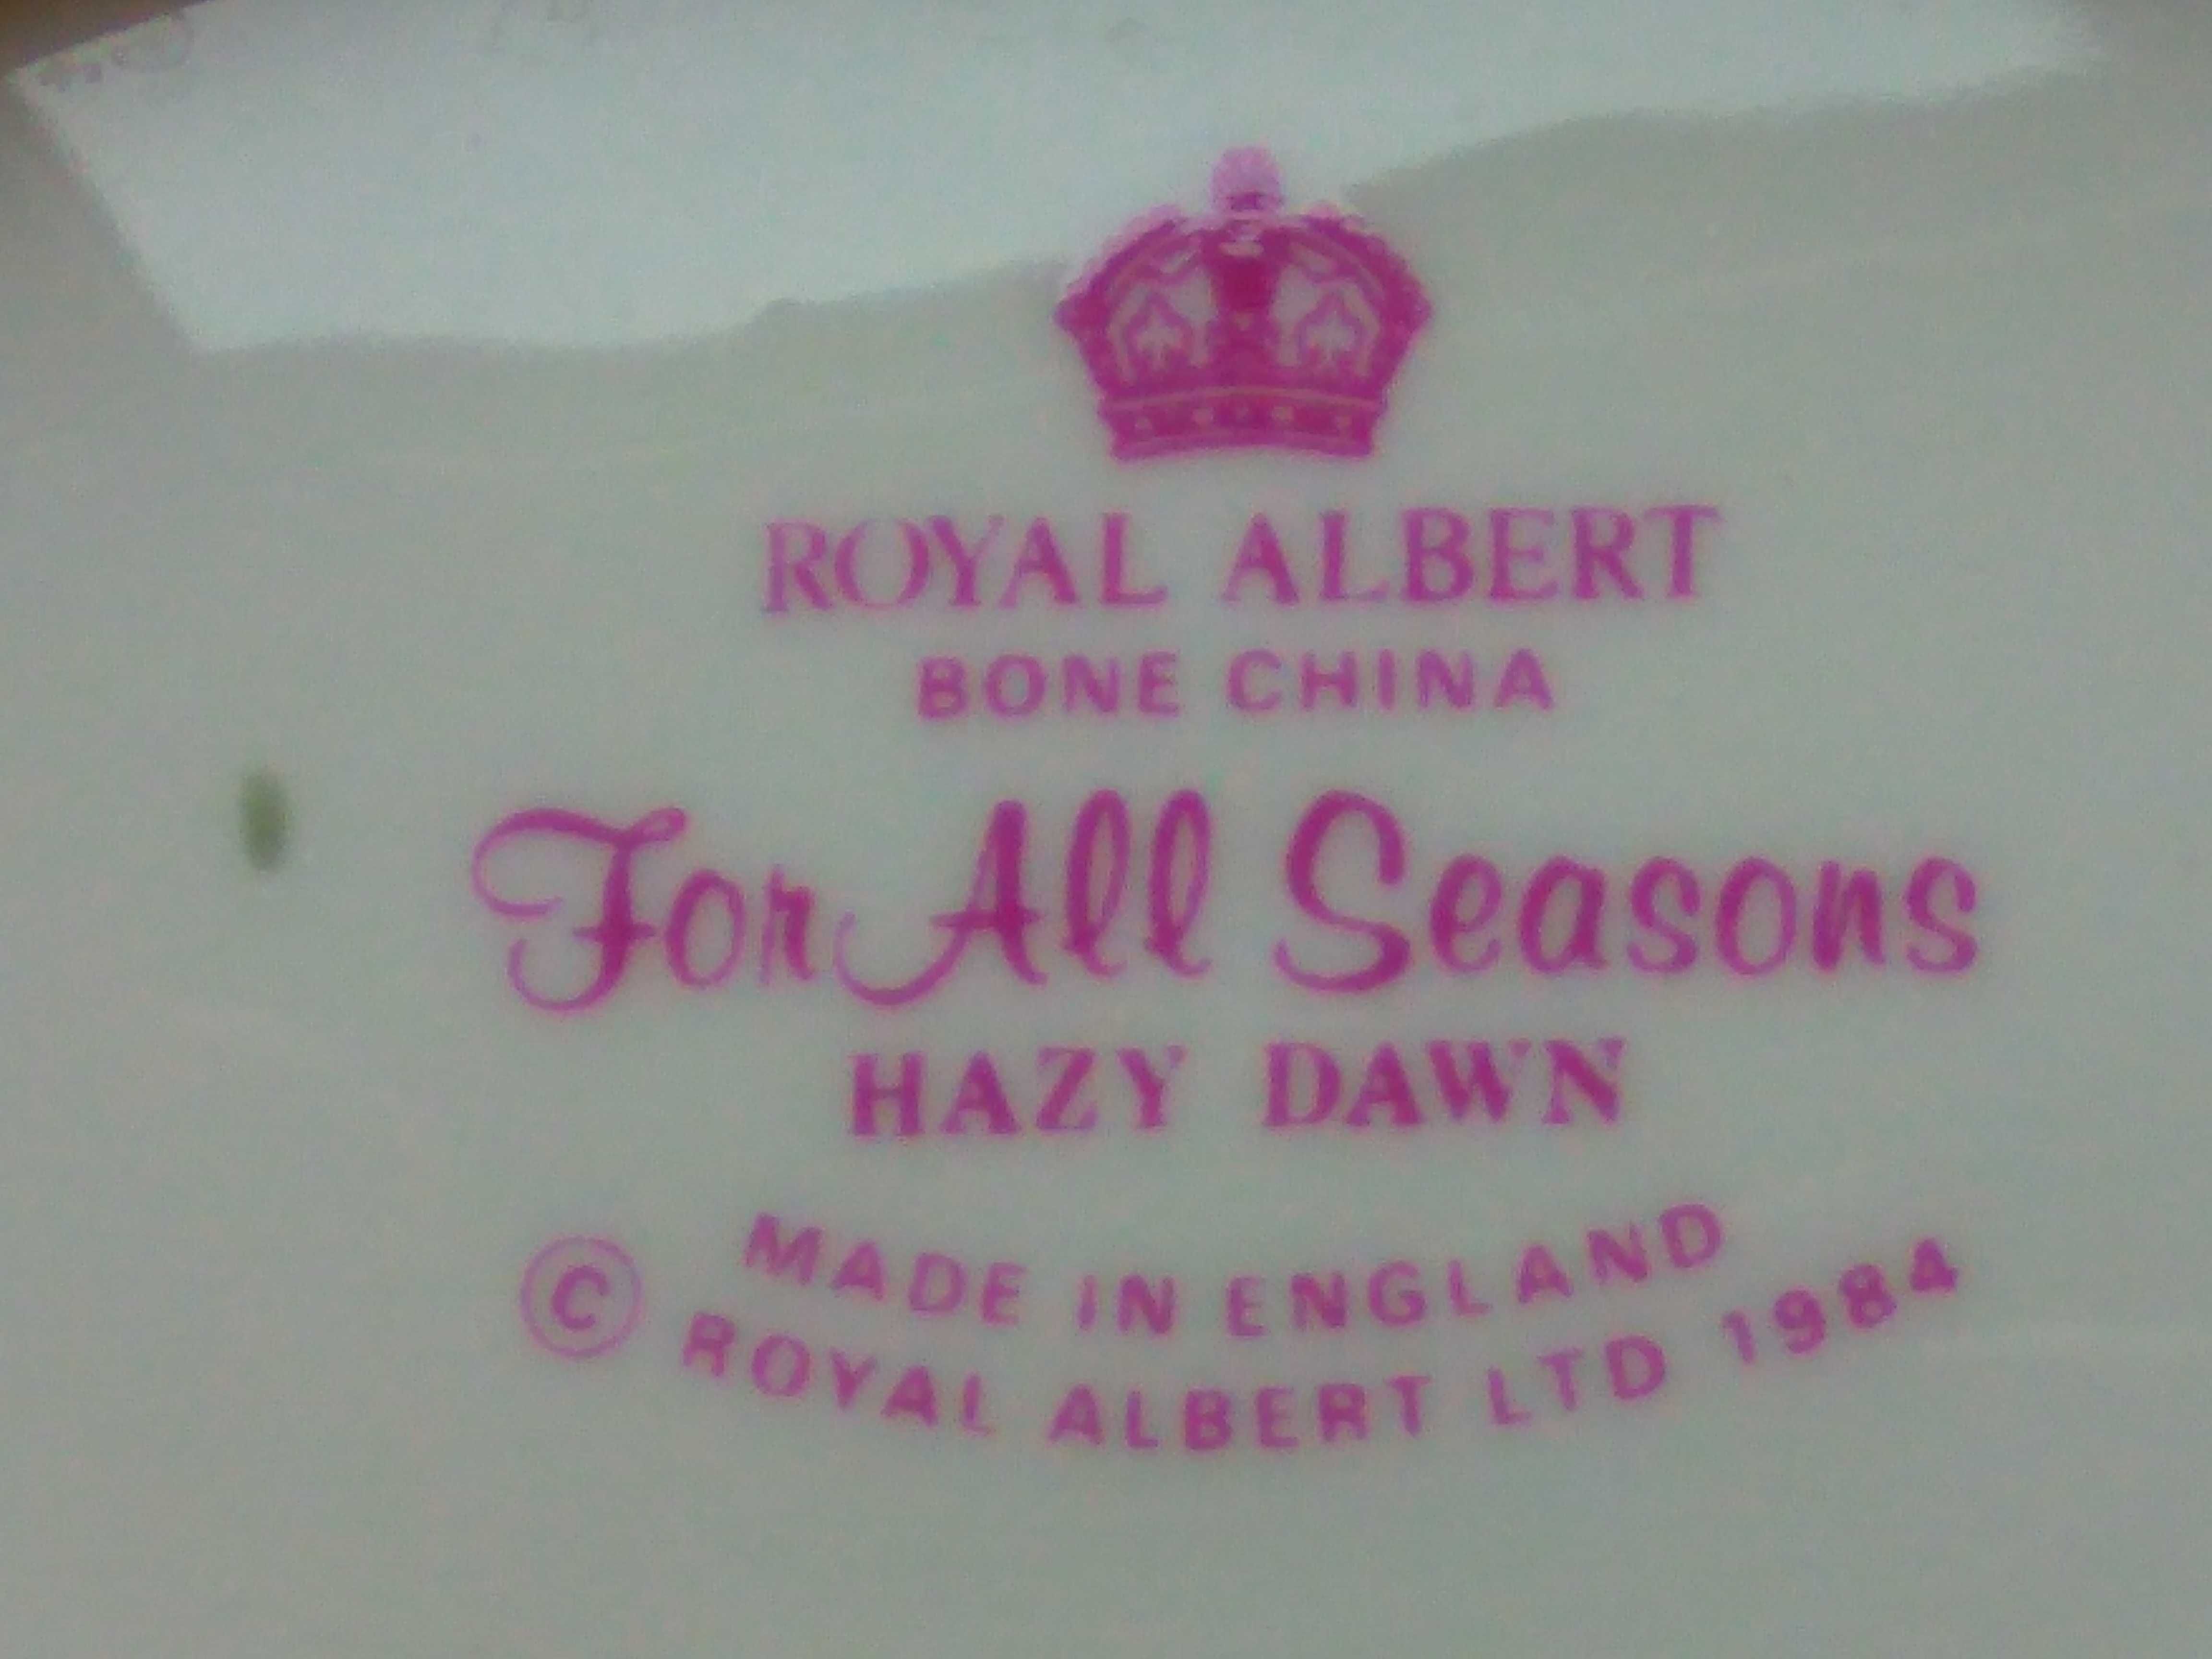 ROYAL ALBERT
BONE CHINA
For All Seasons
HAZY DAWN
MADE IN ENGLAND
© ROYAL ALBERT LTD 1984